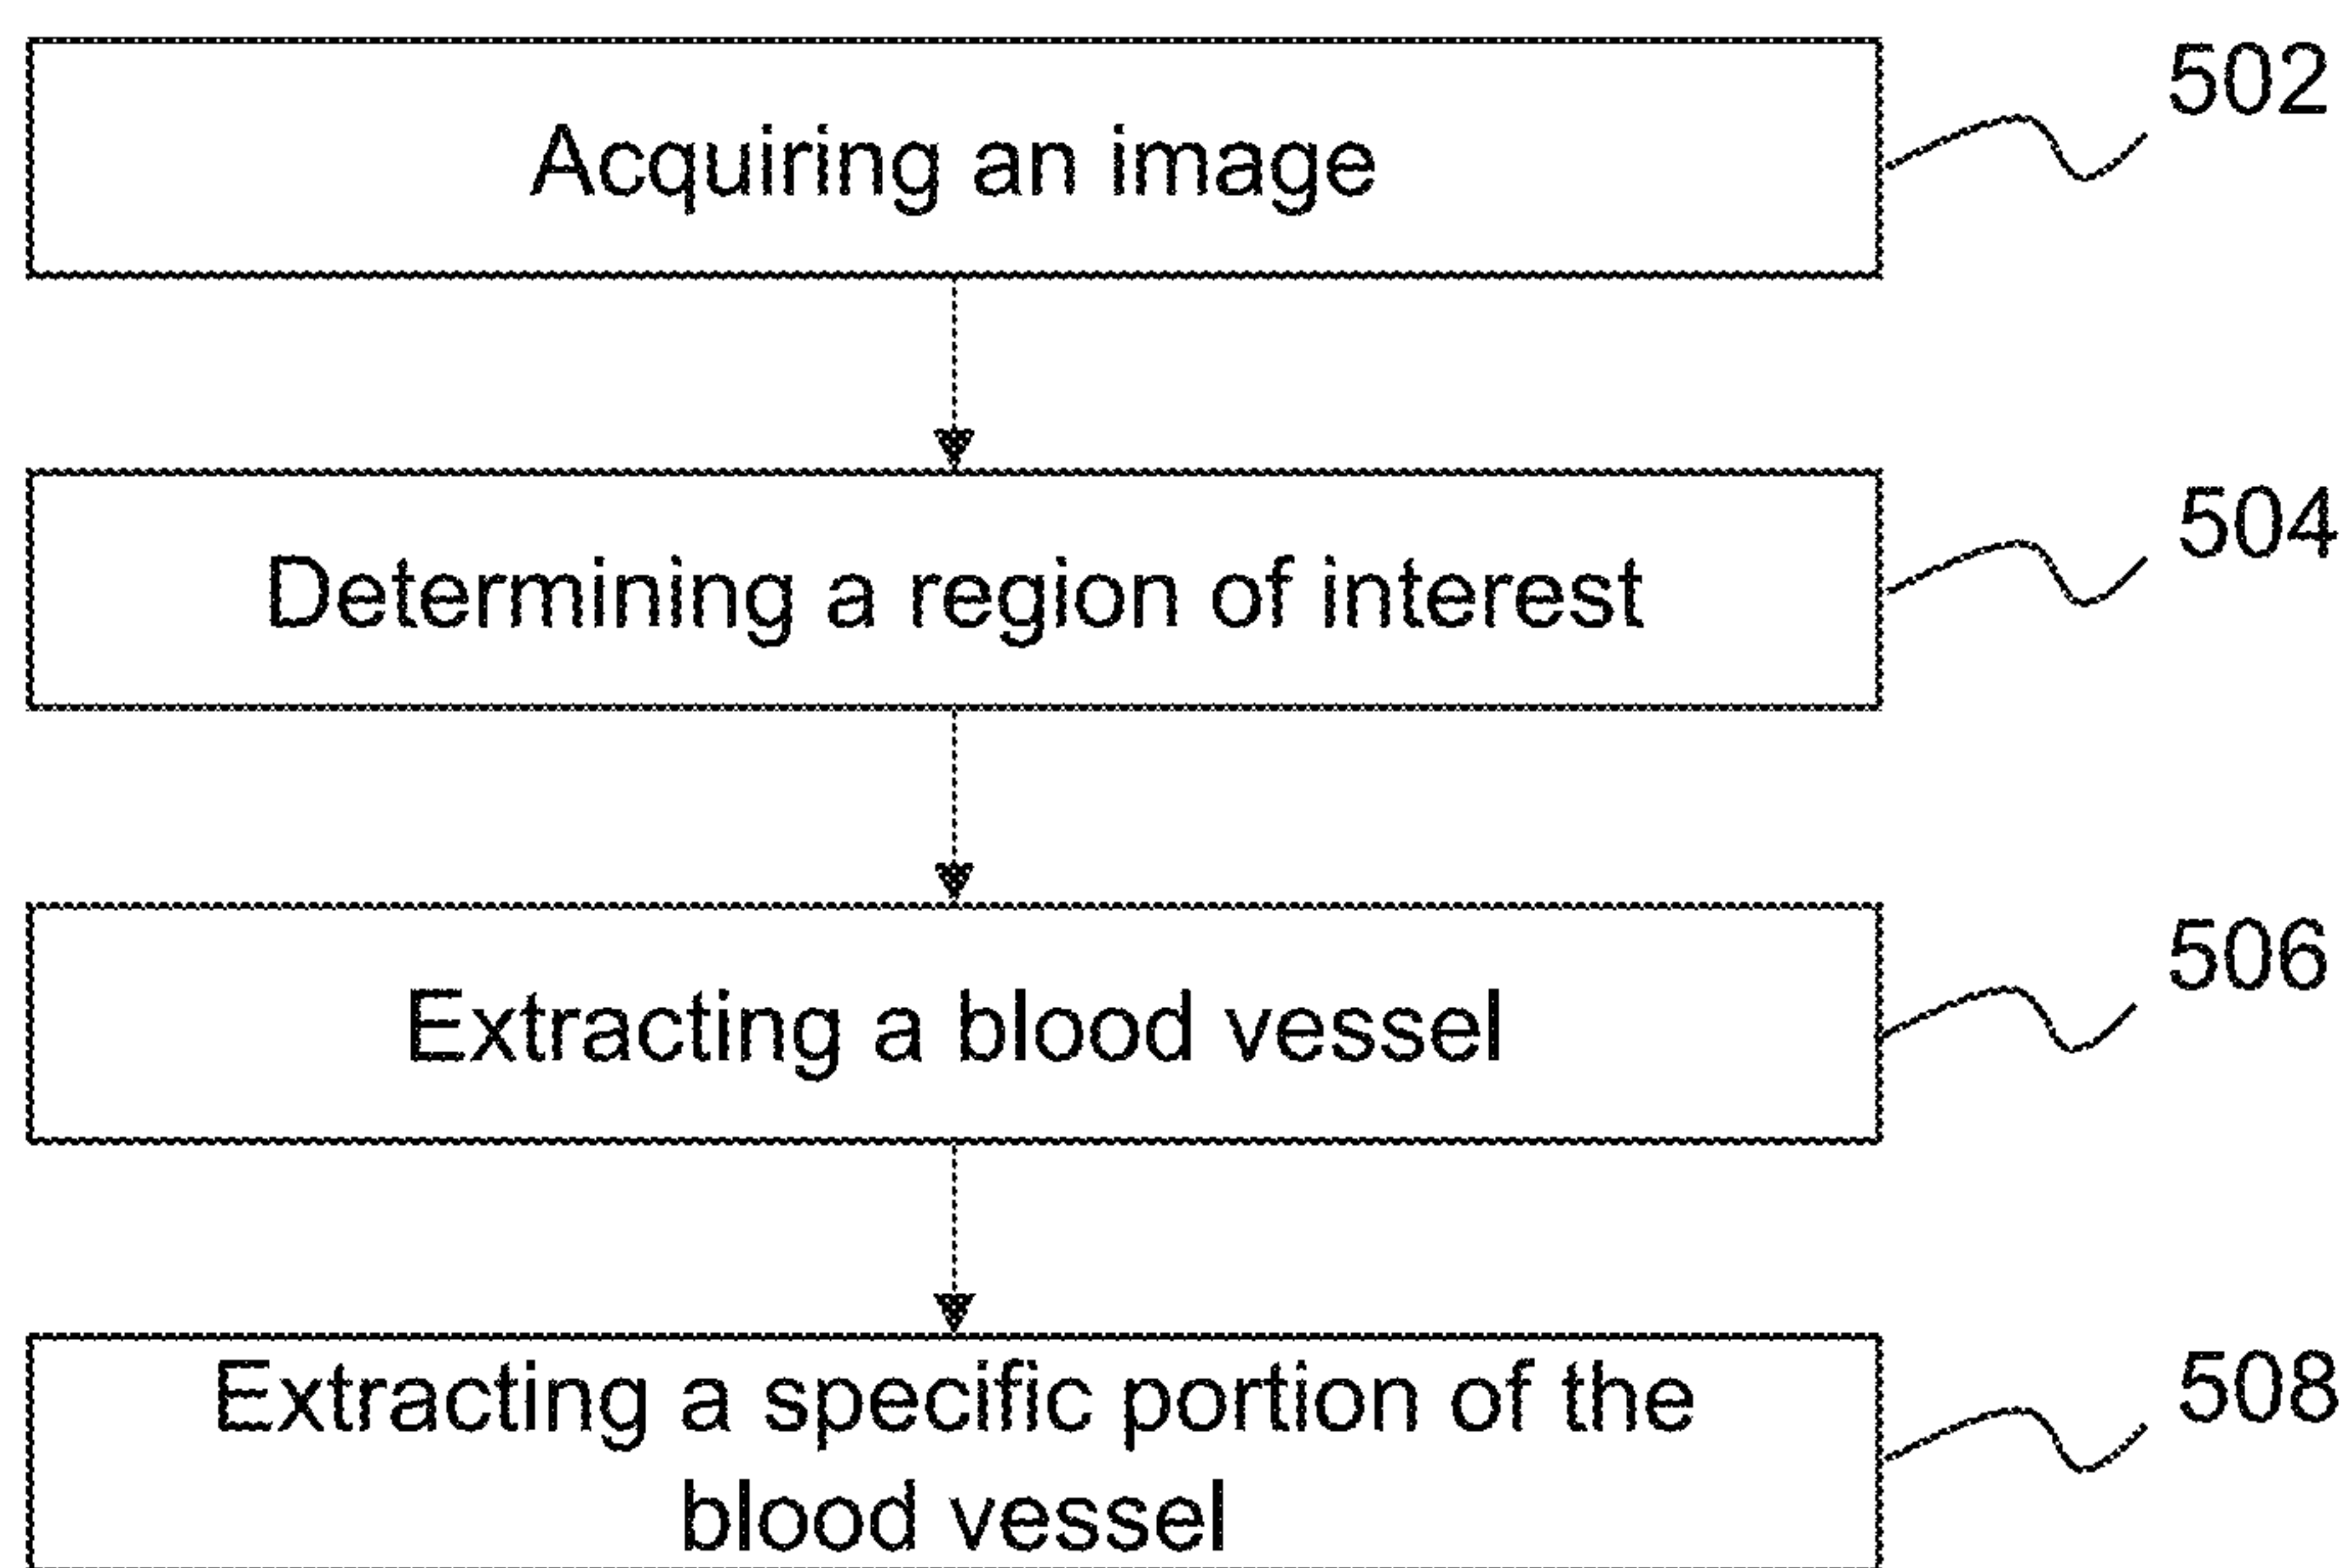 Acquiring an image
502
Determining a region of interest
504
Extracting a blood vessel
506
Extracting a specific portion of the
blood vessel
508